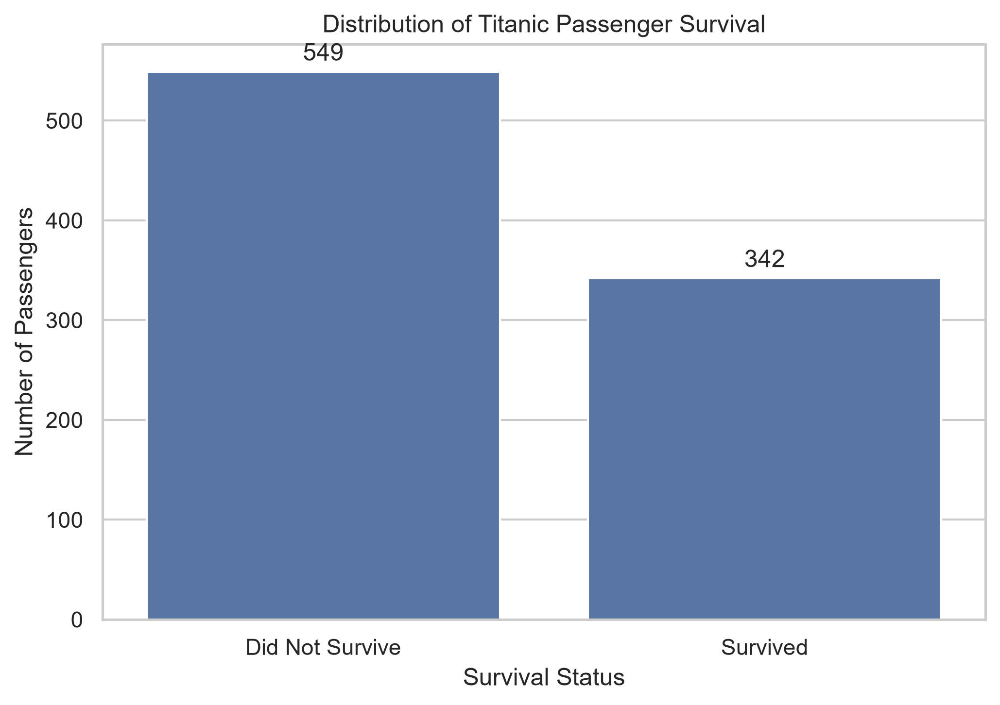 Distribution of Titanic Passenger Survival
549
342
Number of Passengers
500
400
300
200
100
0
Did Not Survive
Survived
Survival Status